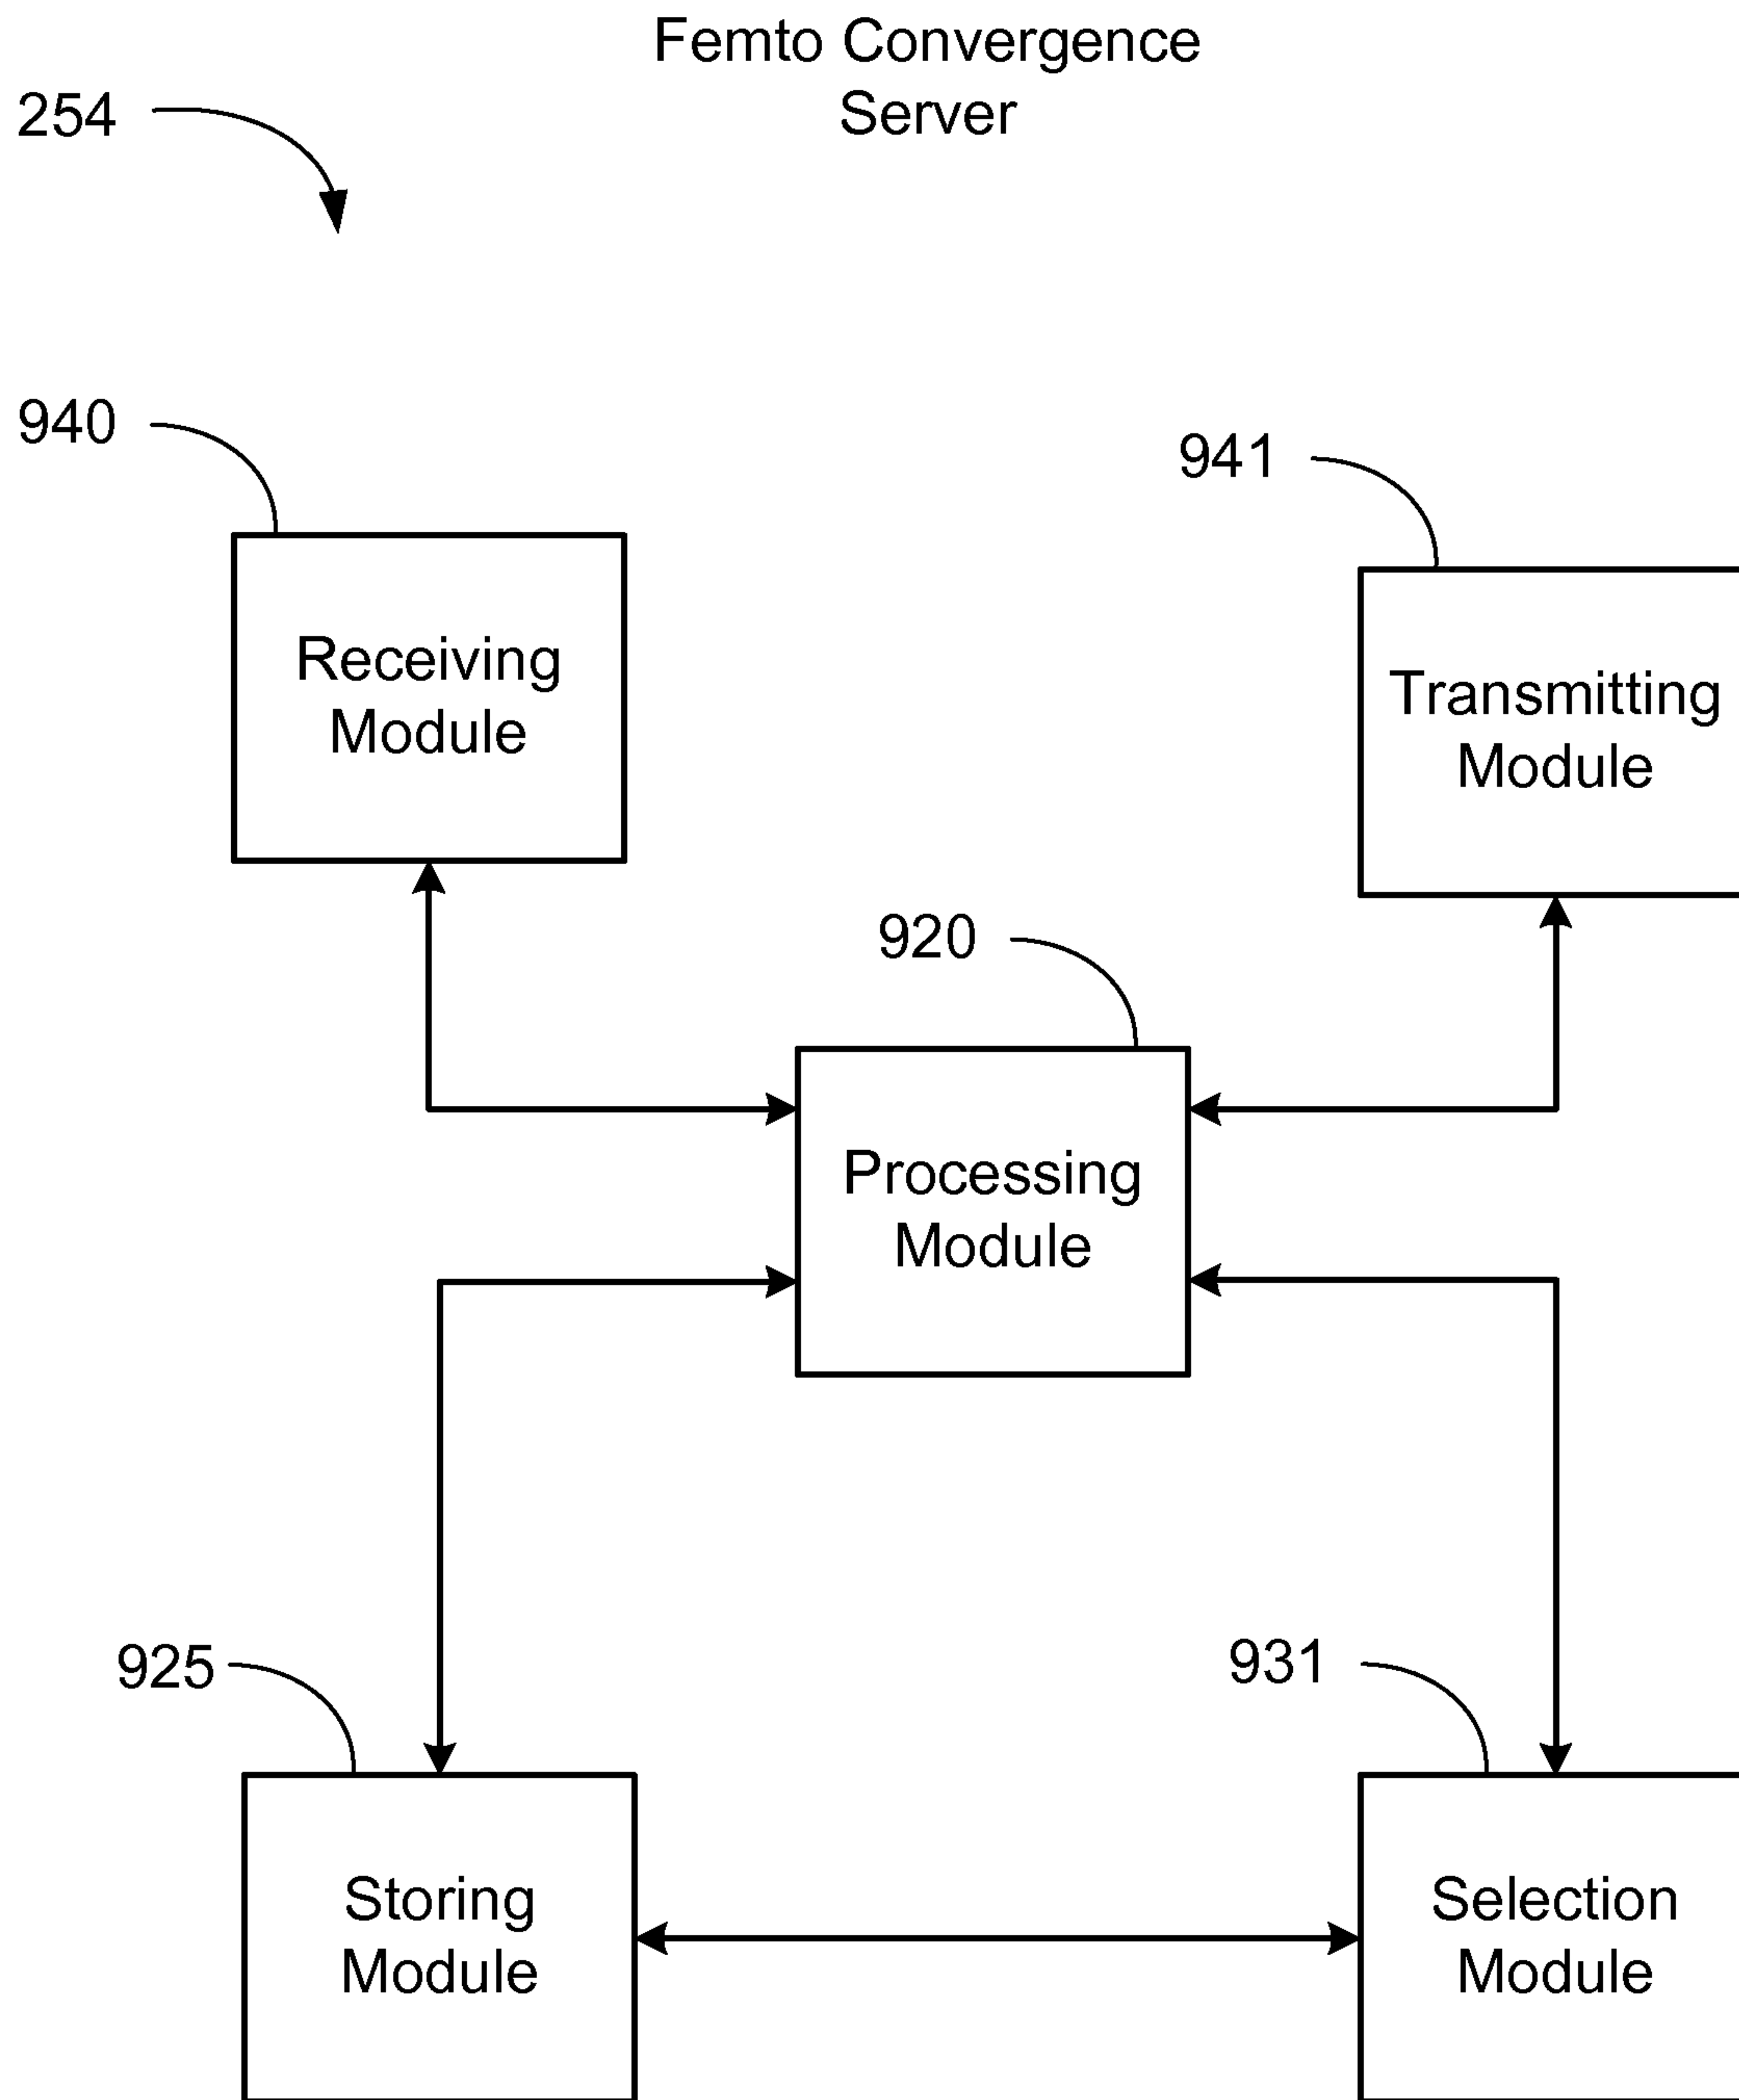 Femto Convergence
Server
254
940
941
Receiving
Module
Transmitting
Module
920
Processing
Module
925
931
Storing
Module
Selection
Module